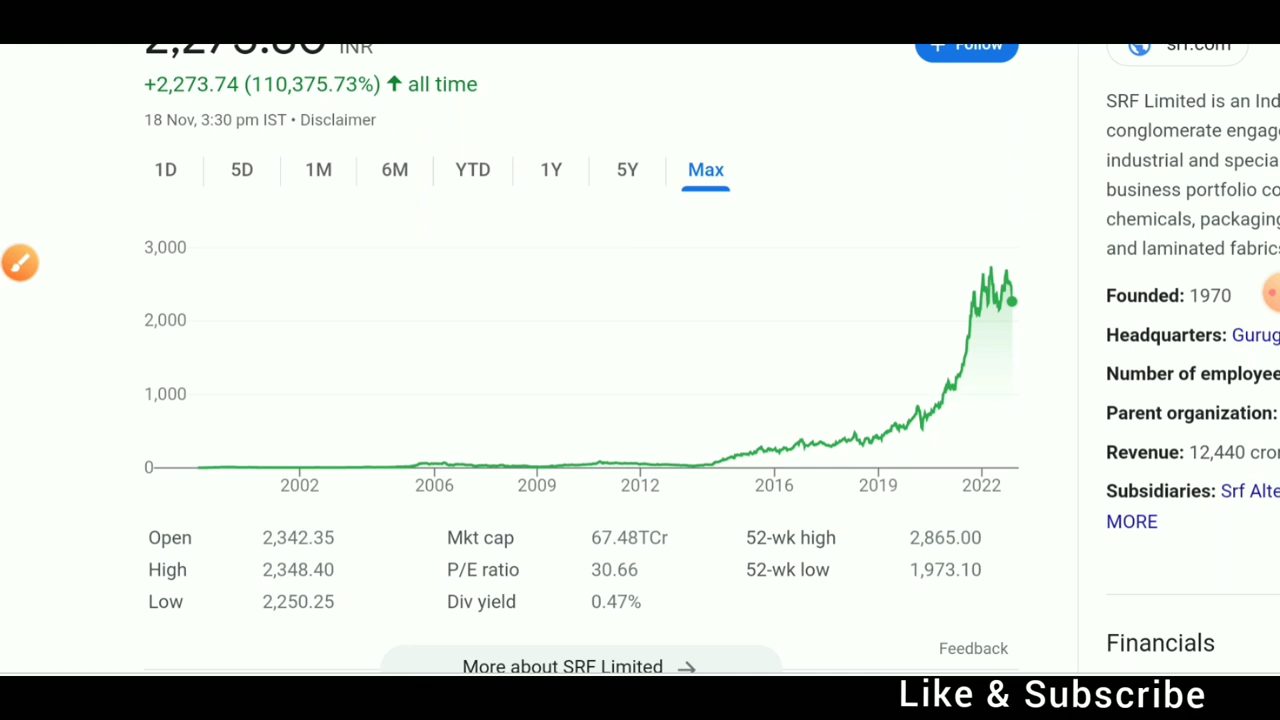 2,275.80 INR
+ Follow
srf.com
+2,273.74 (110,375.73%) ↑ all time
18 Nov, 3:30 pm IST • Disclaimer
1D 5D 1M 6M YTD 1Y 5Y Max
3,000
2,000
1,000
0
2002 2006 2009 2012 2016 2019 2022
Open 2,342.35 Mkt cap 67.48TCr 52-wk high 2,865.00
High 2,348.40 P/E ratio 30.66 52-wk low 1,973.10
Low 2,250.25 Div yield 0.47%
Feedback
More about SRF Limited →
SRF Limited is an Ind
conglomerate engag
industrial and specia
business portfolio co
chemicals, packaging
and laminated fabric
Founded: 1970
Headquarters: Gurug
Number of employee
Parent organization:
Revenue: 12,440 cror
Subsidiaries: Srf Alte
MORE
Financials
Like & Subscribe